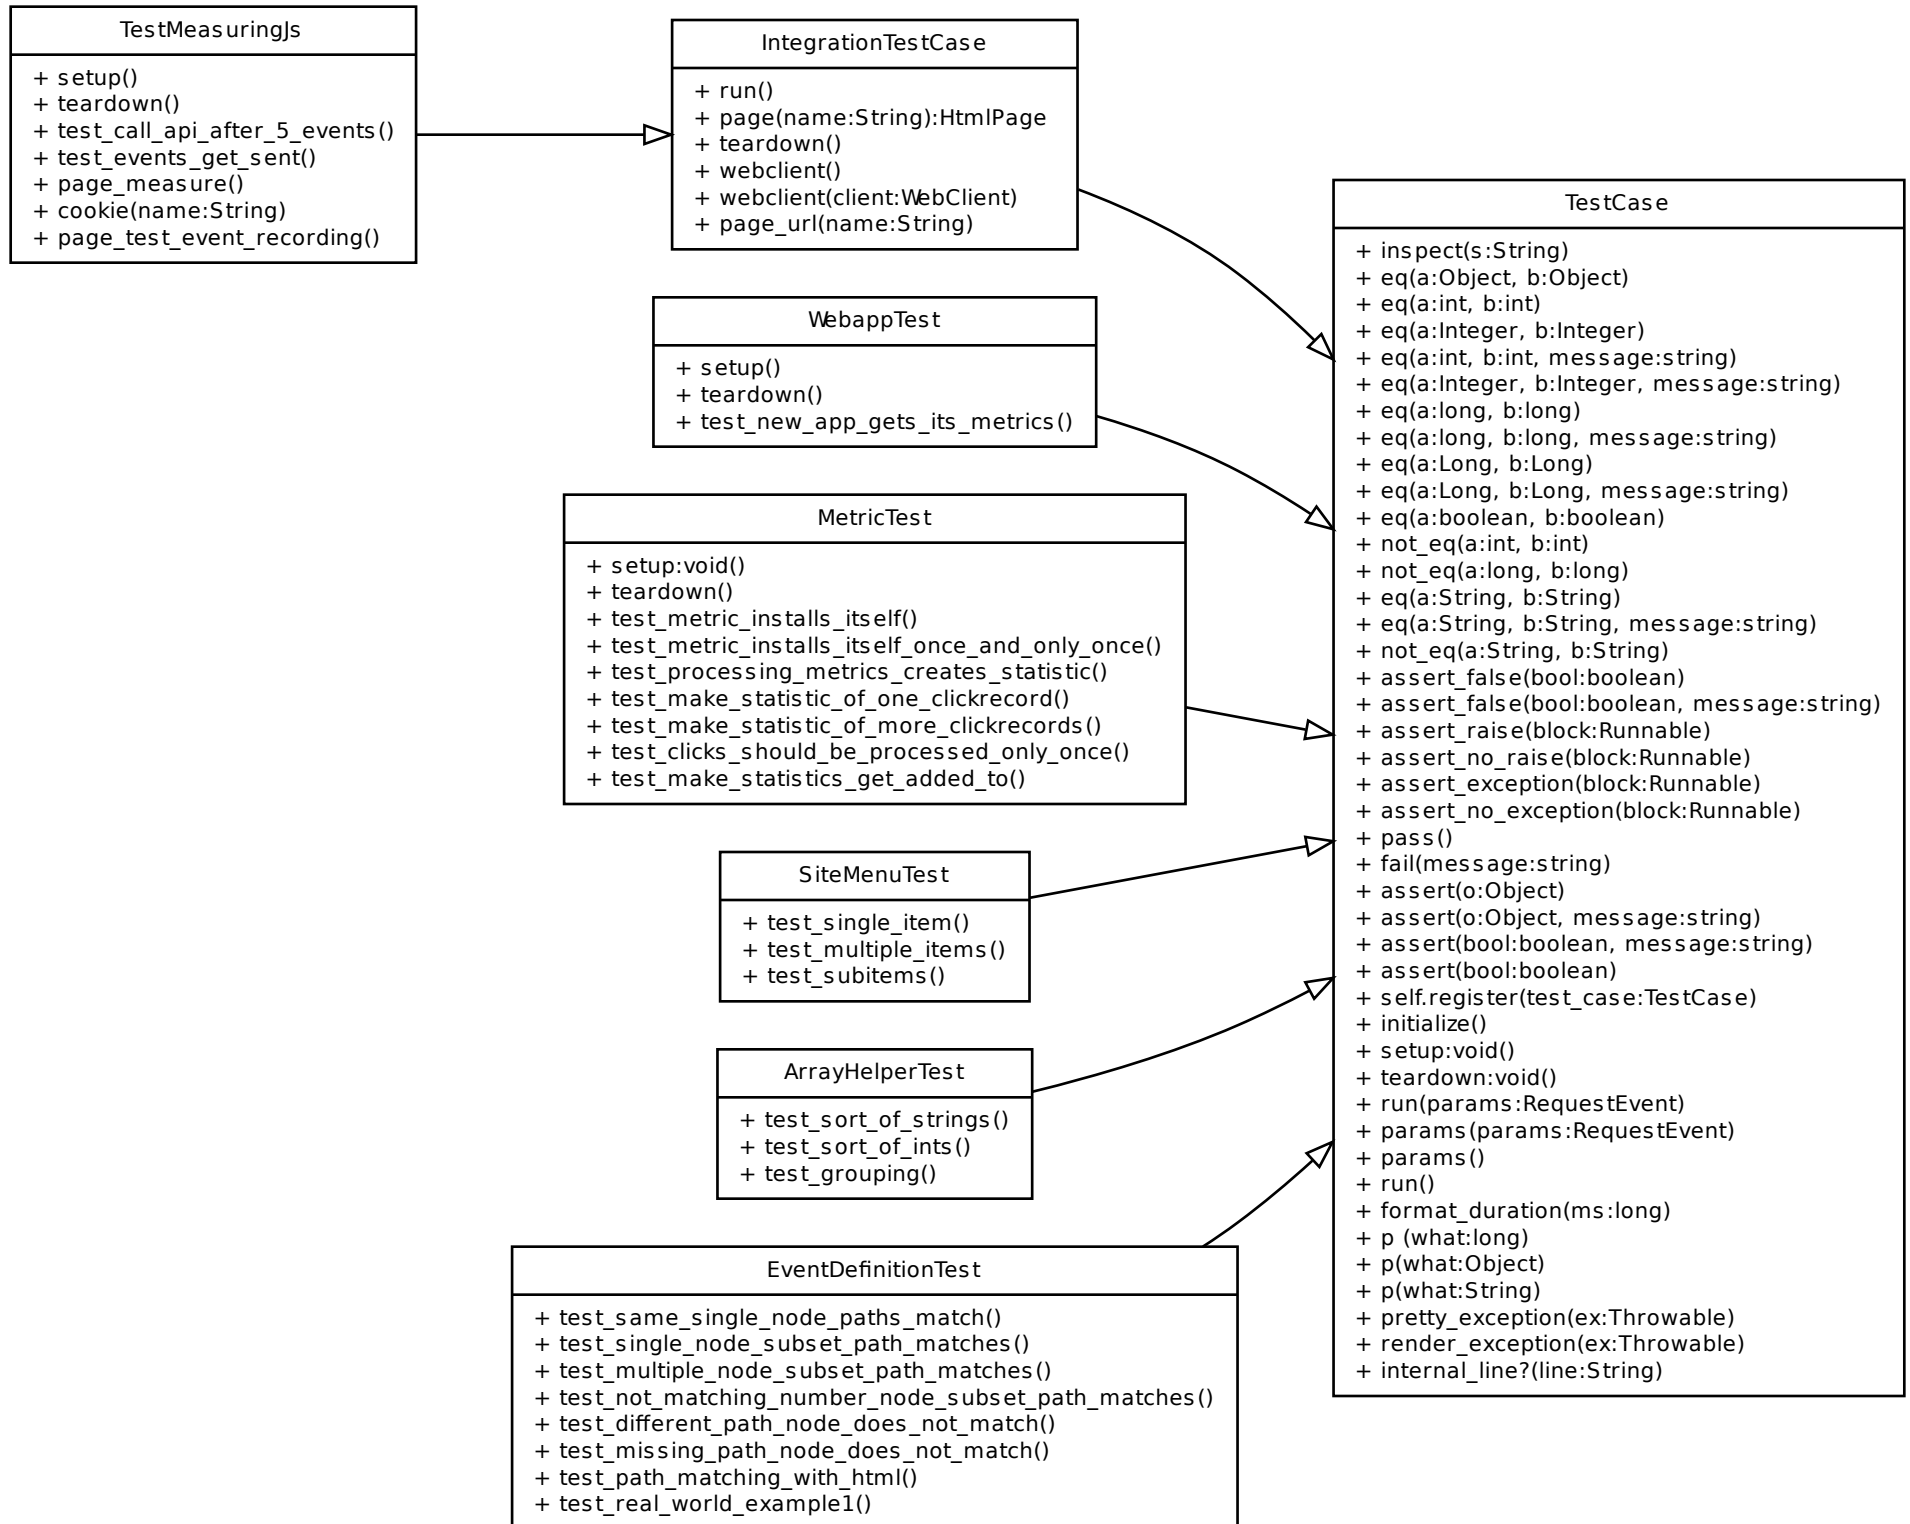 TestMeasuringJs
+ setup()
+ teardown()
+ test_call_api_after_5_events()
+ test_events_get_sent()
+ page_measure()
+ cookie(name:String)
+ page_test_event_recording()
IntegrationTestCase
+ run()
+ page(name:String):HtmlPage
+ teardown()
+ webclient()
+ webclient(client:WebClient)
+ page_url(name:String)
WebappTest
+ setup()
+ teardown()
+ test_new_app_gets_its_metrics()
MetricTest
+ setup:void()
+ teardown()
+ test_metric_installs_itself()
+ test_metric_installs_itself_once_and_only_once()
+ test_processing_metrics_creates_statistic()
+ test_make_statistic_of_one_clickrecord()
+ test_make_statistic_of_more_clickrecords()
+ test_clicks_should_be_processed_only_once()
+ test_make_statistics_get_added_to()
SiteMenuTest
+ test_single_item()
+ test_multiple_items()
+ test_subitems()
ArrayHelperTest
+ test_sort_of_strings()
+ test_sort_of_ints()
+ test_grouping()
EventDefinitionTest
+ test_same_single_node_paths_match()
+ test_single_node_subset_path_matches()
+ test_multiple_node_subset_path_matches()
+ test_not_matching_number_node_subset_path_matches()
+ test_different_path_node_does_not_match()
+ test_missing_path_node_does_not_match()
+ test_path_matching_with_html()
+ test_real_world_example1()
TestCase
+ inspect(s:String)
+ eq(a:Object, b:Object)
+ eq(a:int, b:int)
+ eq(a:Integer, b:Integer)
+ eq(a:int, b:int, message:string)
+ eq(a:Integer, b:Integer, message:string)
+ eq(a:long, b:long)
+ eq(a:long, b:long, message:string)
+ eq(a:Long, b:Long)
+ eq(a:Long, b:Long, message:string)
+ eq(a:boolean, b:boolean)
+ not_eq(a:int, b:int)
+ not_eq(a:long, b:long)
+ eq(a:String, b:String)
+ eq(a:String, b:String, message:string)
+ not_eq(a:String, b:String)
+ assert_false(bool:boolean)
+ assert_false(bool:boolean, message:string)
+ assert_raise(block:Runnable)
+ assert_no_raise(block:Runnable)
+ assert_exception(block:Runnable)
+ assert_no_exception(block:Runnable)
+ pass()
+ fail(message:string)
+ assert(o:Object)
+ assert(o:Object, message:string)
+ assert(bool:boolean, message:string)
+ assert(bool:boolean)
+ self.register(test_case:TestCase)
+ initialize()
+ setup:void()
+ teardown:void()
+ run(params:RequestEvent)
+ params(params:RequestEvent)
+ params()
+ run()
+ format_duration(ms:long)
+ p (what:long)
+ p(what:Object)
+ p(what:String)
+ pretty_exception(ex:Throwable)
+ render_exception(ex:Throwable)
+ internal_line?(line:String)